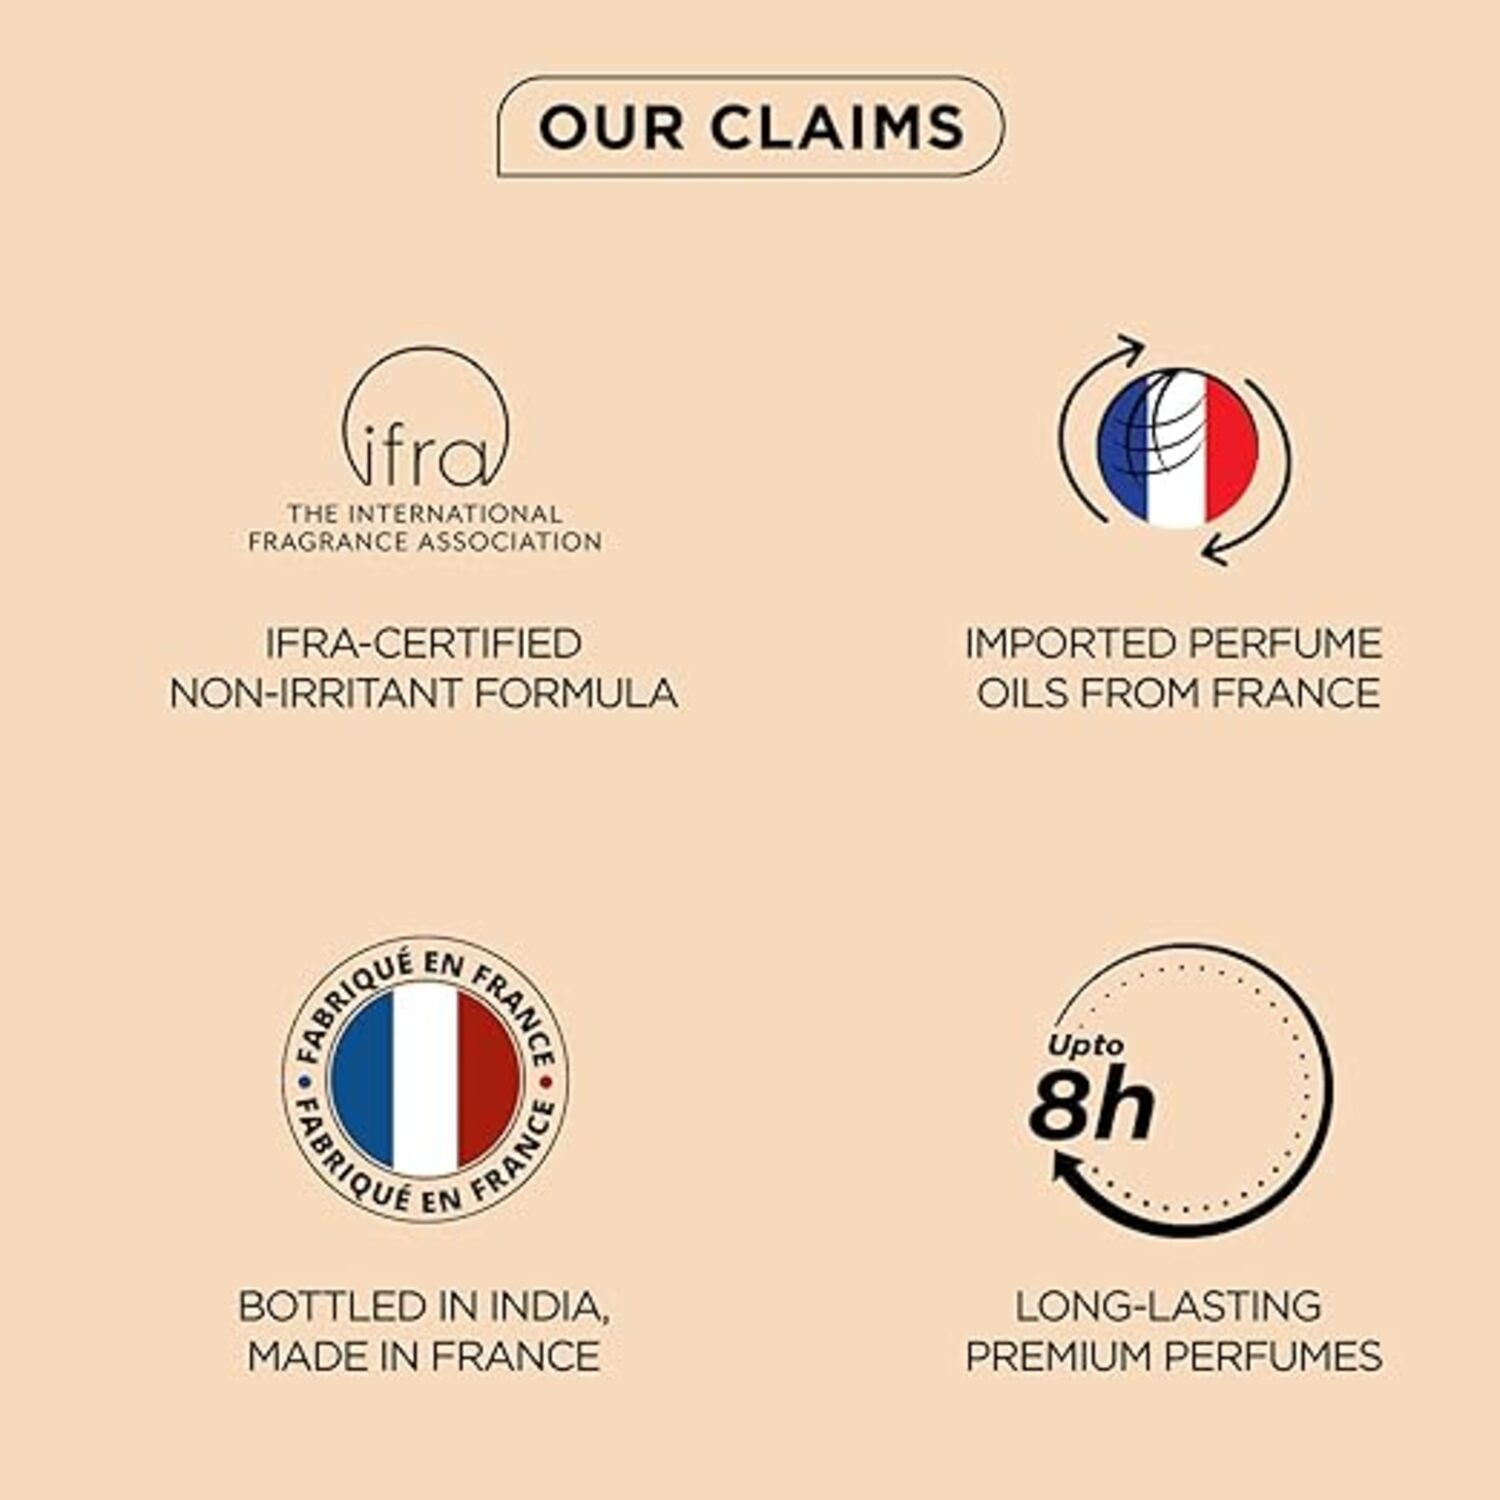 OUR CLAIMS
ifra
THE INTERNATIONAL
FRAGRANCE ASSOCIATION
IFRA-CERTIFIED
NON-IRRITANT FORMULA
IMPORTED PERFUME
OILS FROM FRANCE
FABRIQUÉ EN FRANCE
FABRIQUÉ EN FRANCE
BOTTLED IN INDIA,
MADE IN FRANCE
Upto
8h
LONG-LASTING
PREMIUM PERFUMES